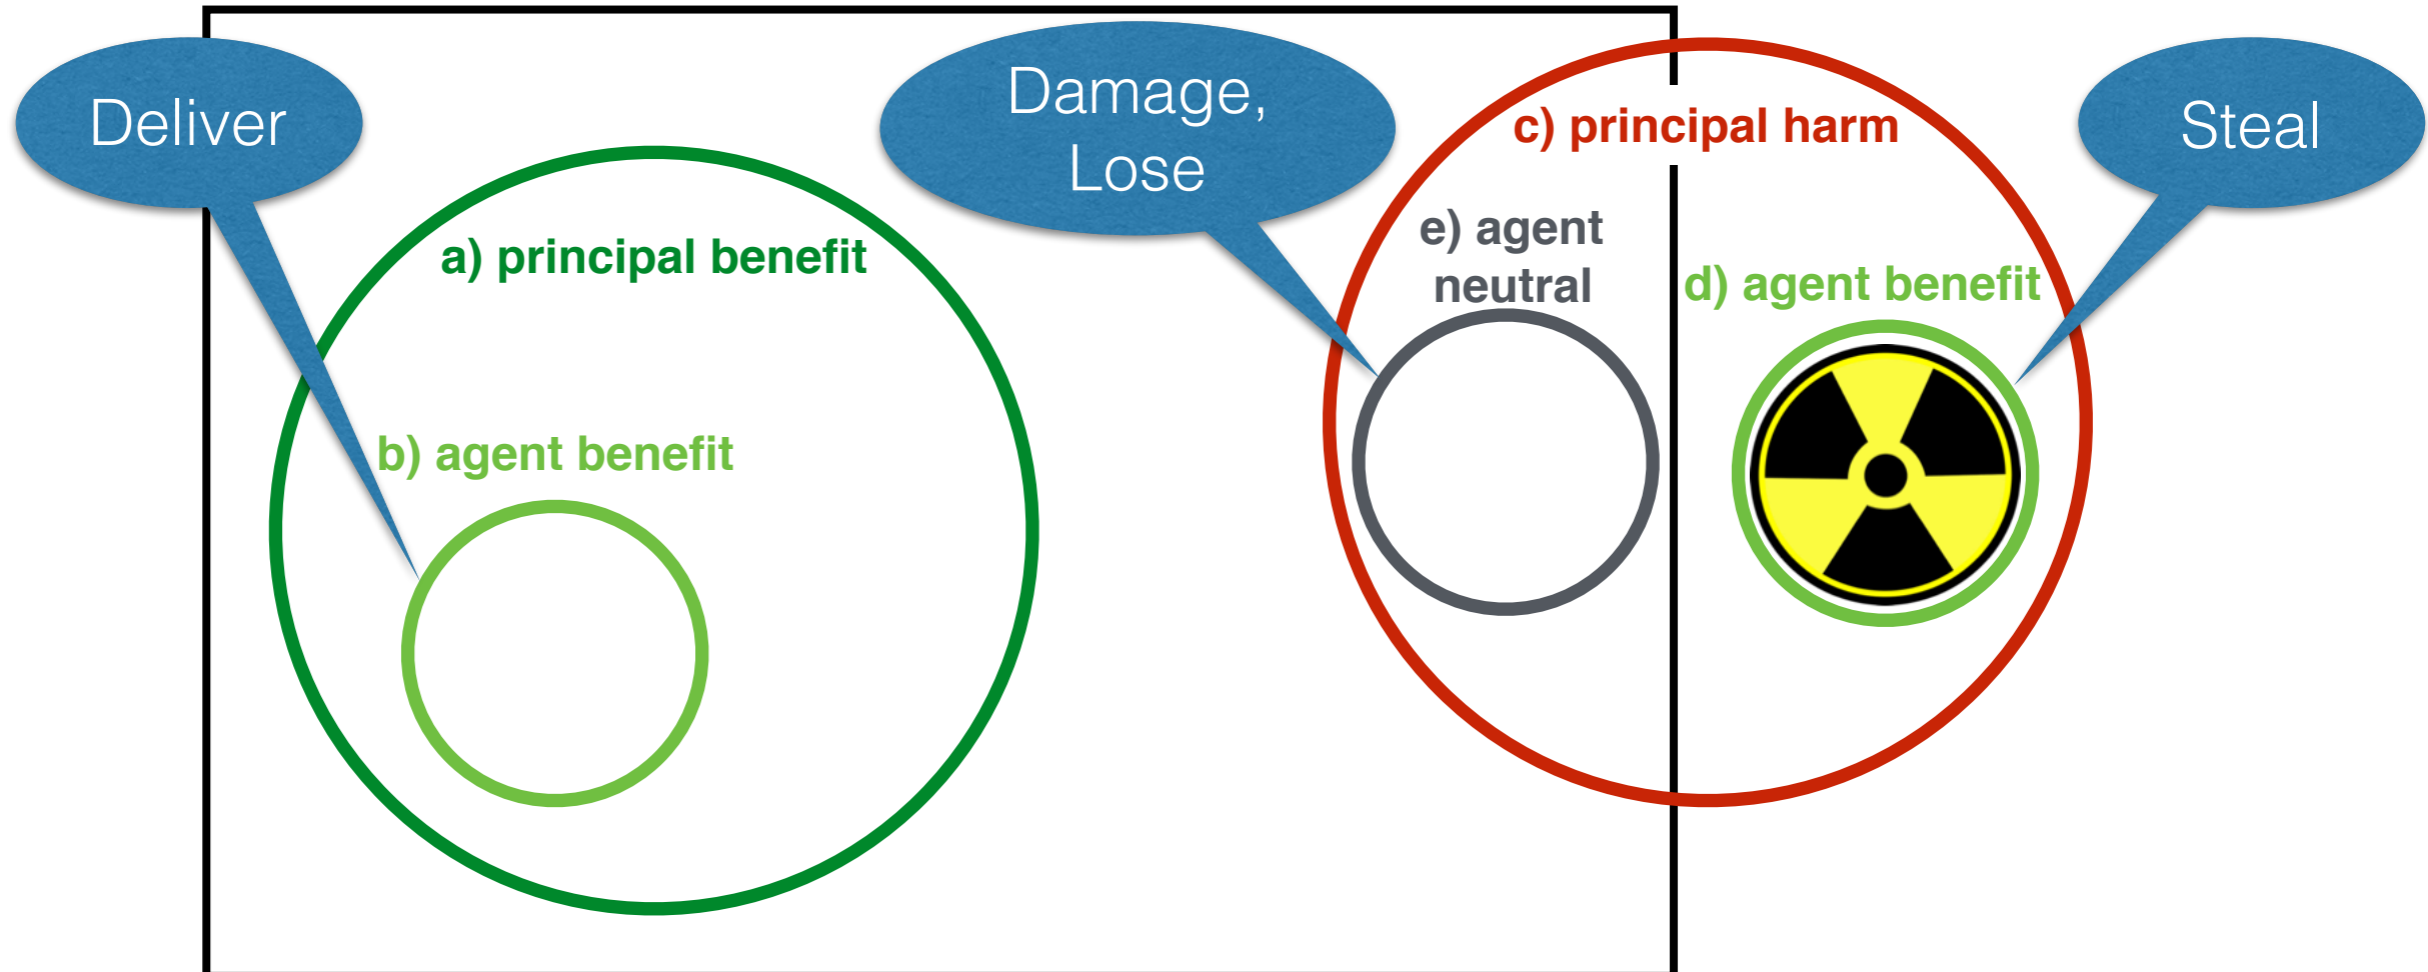 Deliver
Damage,
Lose
Steal
c) principal harm
a) principal benefit
e) agent
neutral
d) agent benefit
b) agent benefit